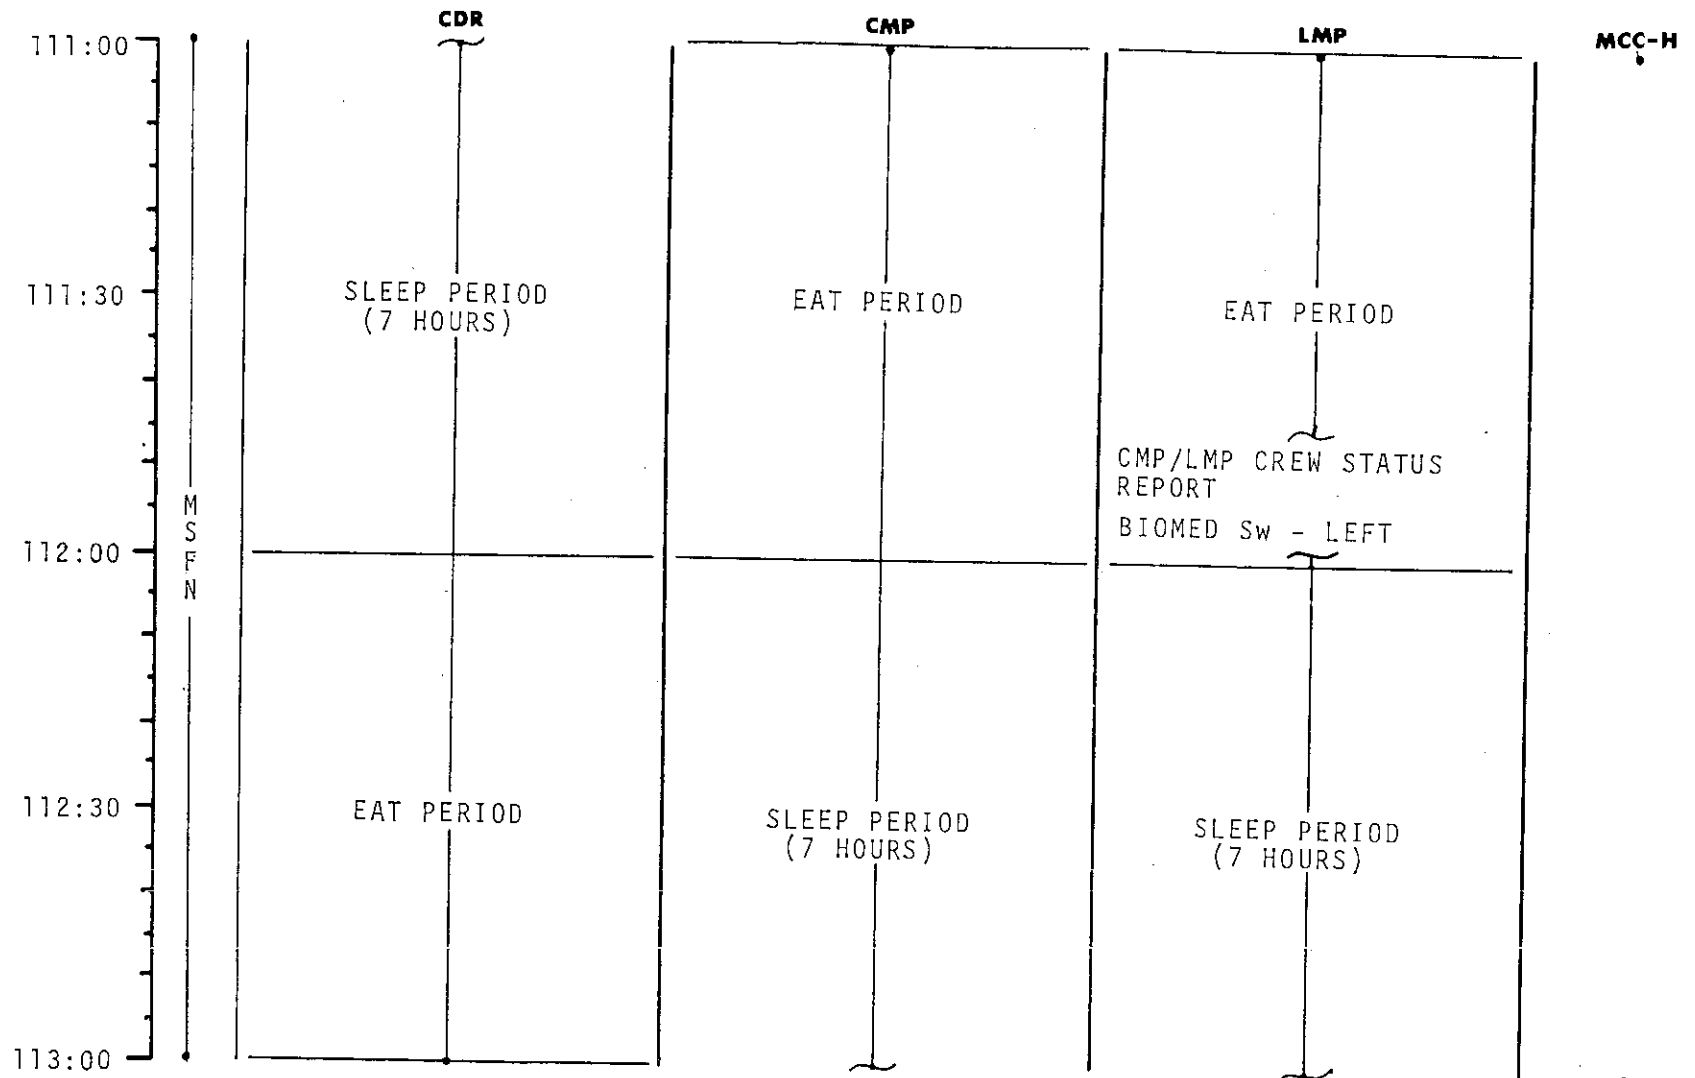 CDR
CMP
LMP
MCC-H
111:00
111:30
SLEEP PERIOD
(7 HOURS)
EAT PERIOD
EAT PERIOD
CMP/LMP CREW STATUS
REPORT
BIOMED Sw - LEFT
M
S
F
N
112:00
112:30
EAT PERIOD
SLEEP PERIOD
(7 HOURS)
SLEEP PERIOD
(7 HOURS)
113:00